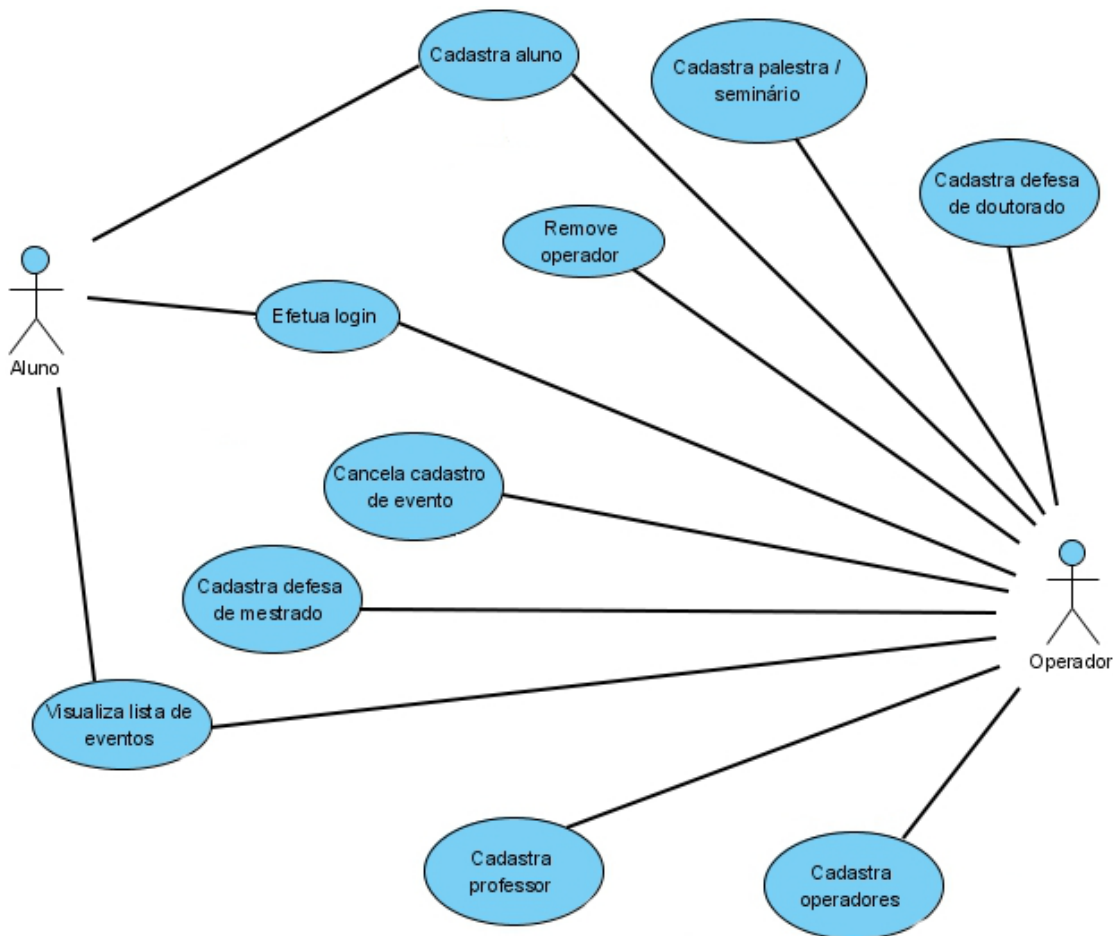 Cadastra aluno
Cadastra palestra /
seminário
Cadastra defesa
de doutorado
Remove
operador
Efetua login
Aluno
Cancela cadastro
de evento
Cadastra defesa
de mestrado
Operador
Visualiza lista de
eventos
Cadastra
professor
Cadastra
operadores